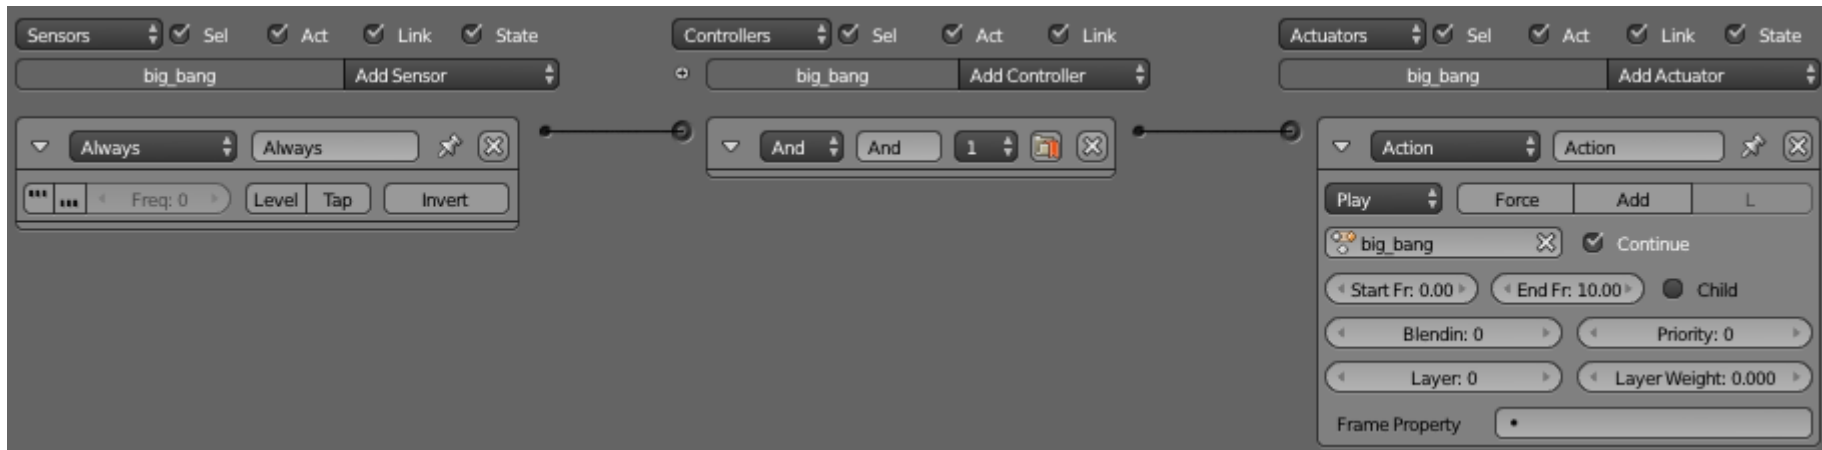 Sensors Sel Act Link State Controllers Sel Act Link Actuators Sel Act Link State
big_bang Add Sensor big_bang Add Controller big_bang Add Actuator
Always Always And And 1 Action Action
Freq: 0 Level Tap Invert Play Force Add L
big_bang Continue
Start Fr: 0.00 End Fr: 10.00 Child
Blendin: 0 Priority: 0
Layer: 0 Layer Weight: 0.000
Frame Property